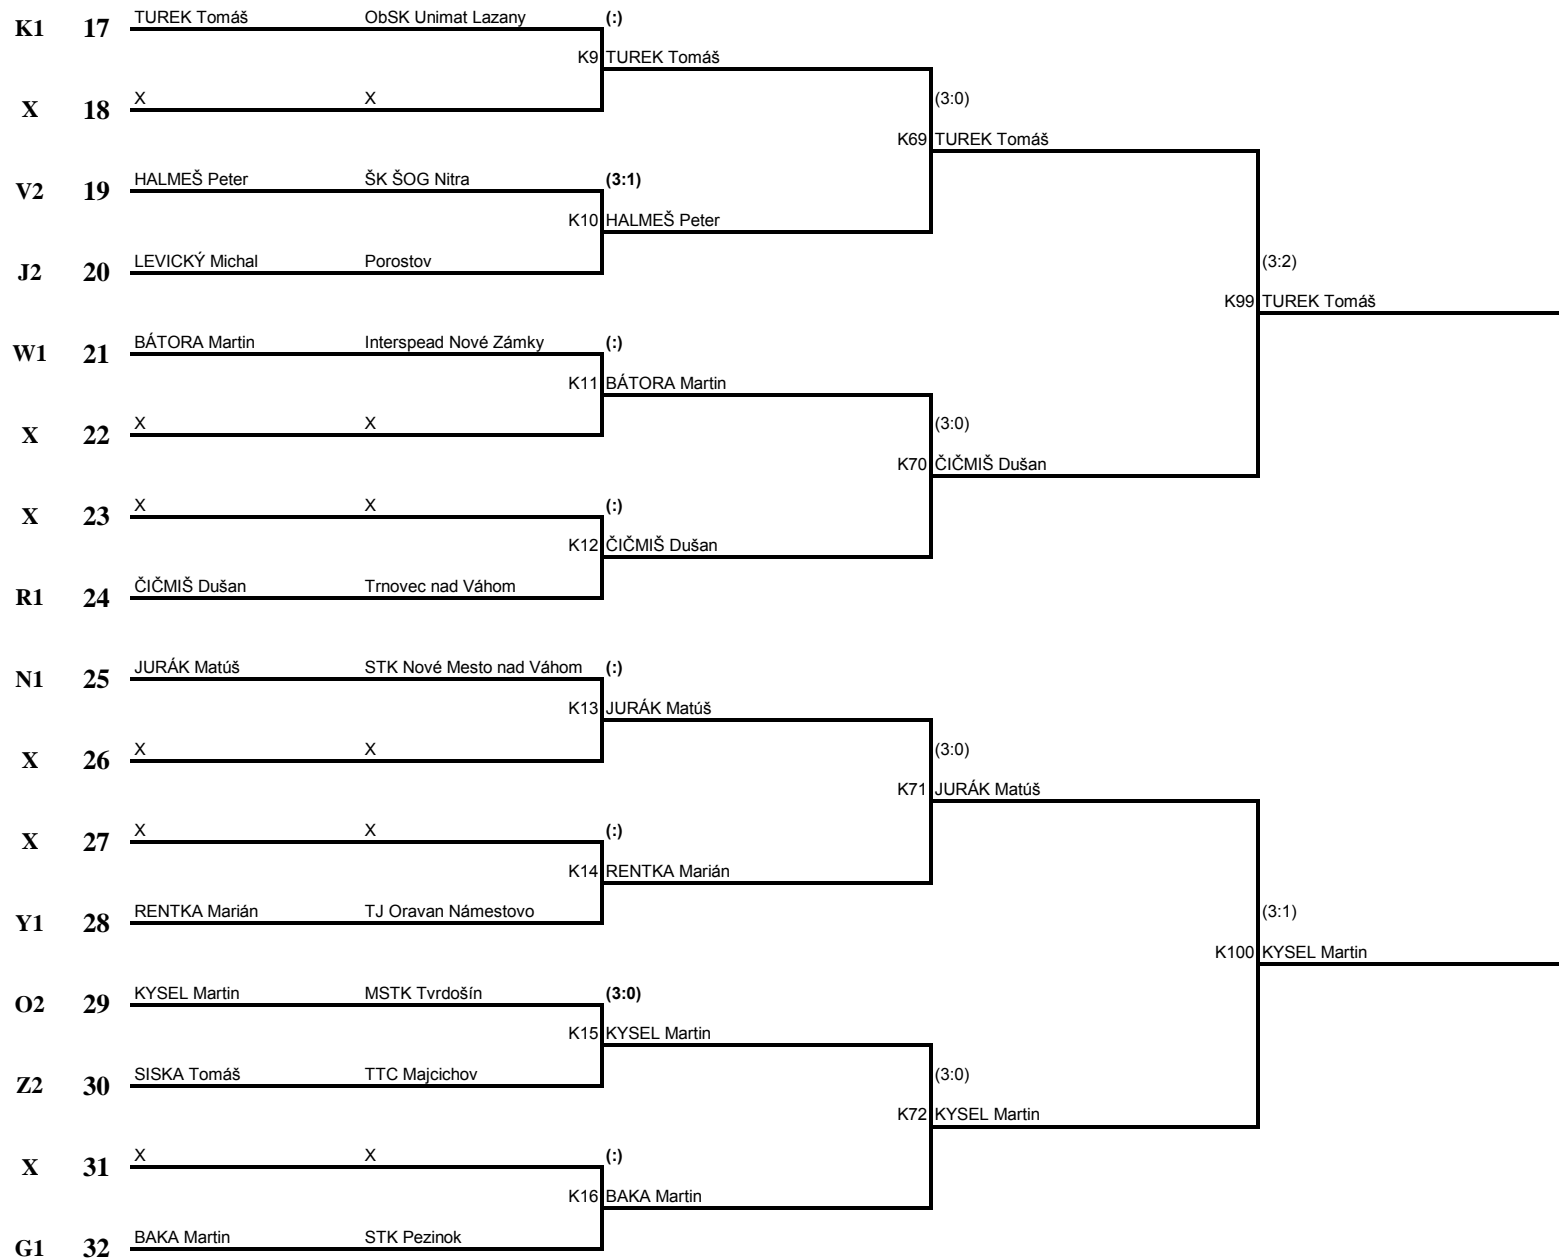 K1 17 TUREK Tomáš ObSK Unimat Lazany (:)
K9 TUREK Tomáš
X 18 X X (3:0)
K69 TUREK Tomáš
V2 19 HALMEŠ Peter ŠK ŠOG Nitra (3:1)
K10 HALMEŠ Peter
J2 20 LEVICKÝ Michal Porostov (3:2)
K99 TUREK Tomáš
W1 21 BÁTORA Martin Interspead Nové Zámky (:)
K11 BÁTORA Martin
X 22 X X (3:0)
K70 ČIČMIŠ Dušan
X 23 X X (:)
K12 ČIČMIŠ Dušan
R1 24 ČIČMIŠ Dušan Trnovec nad Váhom
N1 25 JURÁK Matúš STK Nové Mesto nad Váhom (:)
K13 JURÁK Matúš
X 26 X X (3:0)
K71 JURÁK Matúš
X 27 X X (:)
K14 RENTKA Marián
Y1 28 RENTKA Marián TJ Oravan Námestovo (3:1)
K100 KYSEL Martin
O2 29 KYSEL Martin MSTK Tvrdošín (3:0)
K15 KYSEL Martin
Z2 30 SISKA Tomáš TTC Majcichov (3:0)
K72 KYSEL Martin
X 31 X X (:)
K16 BAKA Martin
G1 32 BAKA Martin STK Pezinok